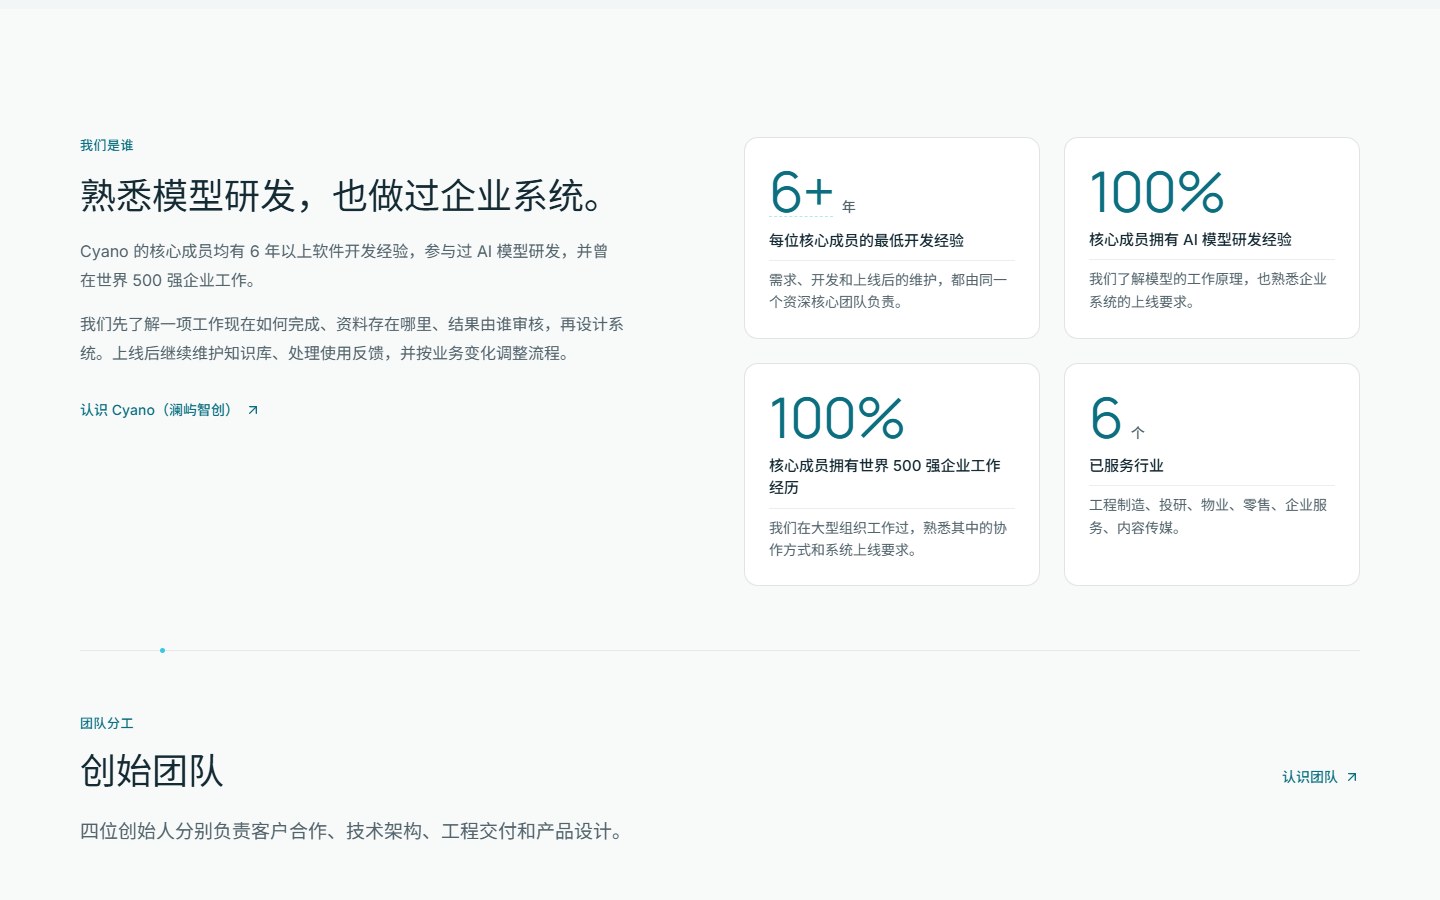 我们是谁
熟悉模型研发，也做过企业系统。
Cyano 的核心成员均有 6 年以上软件开发经验，参与过 AI 模型研发，并曾
在世界 500 强企业工作。
我们先了解一项工作现在如何完成、资料存在哪里、结果由谁审核，再设计系
统。上线后继续维护知识库、处理使用反馈，并按业务变化调整流程。
认识 Cyano（澜屿智创）
6+ 年
每位核心成员的最低开发经验
需求、开发和上线后的维护，都由同一
个资深核心团队负责。
100%
核心成员拥有 AI 模型研发经验
我们了解模型的工作原理，也熟悉企业
系统的上线要求。
100%
核心成员拥有世界 500 强企业工作
经历
我们在大型组织工作过，熟悉其中的协
作方式和系统上线要求。
6 个
已服务行业
工程制造、投研、物业、零售、企业服
务、内容传媒。
团队分工
创始团队
认识团队
四位创始人分别负责客户合作、技术架构、工程交付和产品设计。